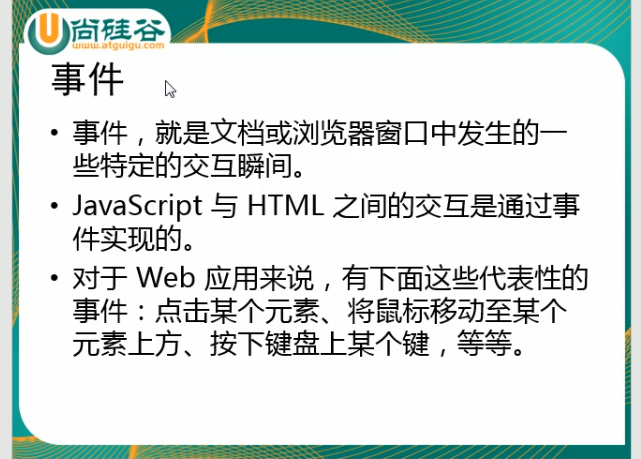 尚硅谷
www.atguigu.com
事件
• 事件，就是文档或浏览器窗口中发生的一
些特定的交互瞬间。
• JavaScript 与 HTML 之间的交互是通过事
件实现的。
• 对于 Web 应用来说，有下面这些代表性的
事件：点击某个元素、将鼠标移动至某个
元素上方、按下键盘上某个键，等等。